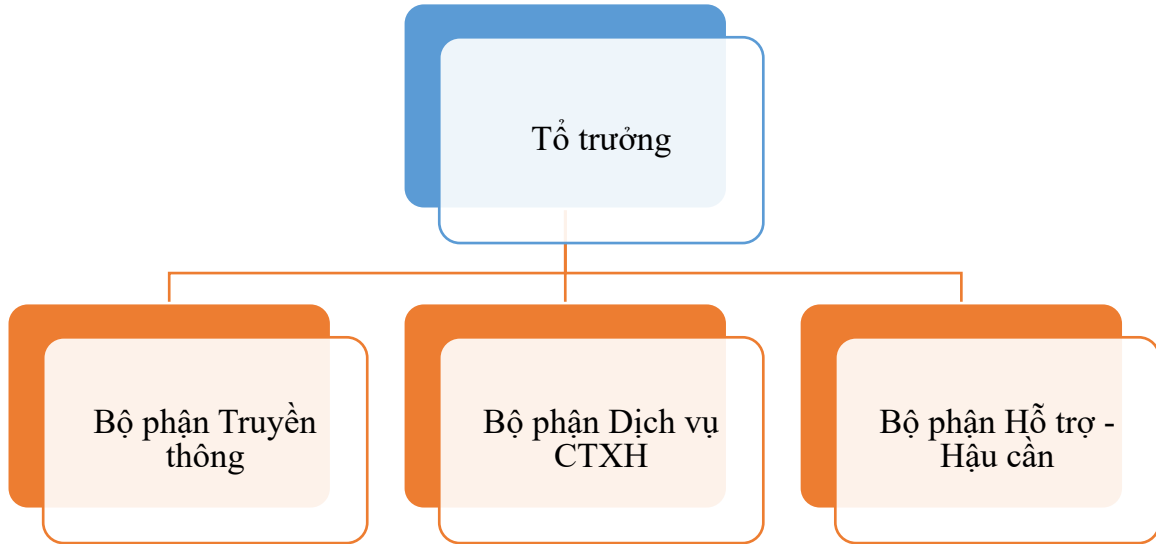 Tổ trưởng
Bộ phận Truyền
thông
Bộ phận Dịch vụ
CTXH
Bộ phận Hỗ trợ -
Hậu cần